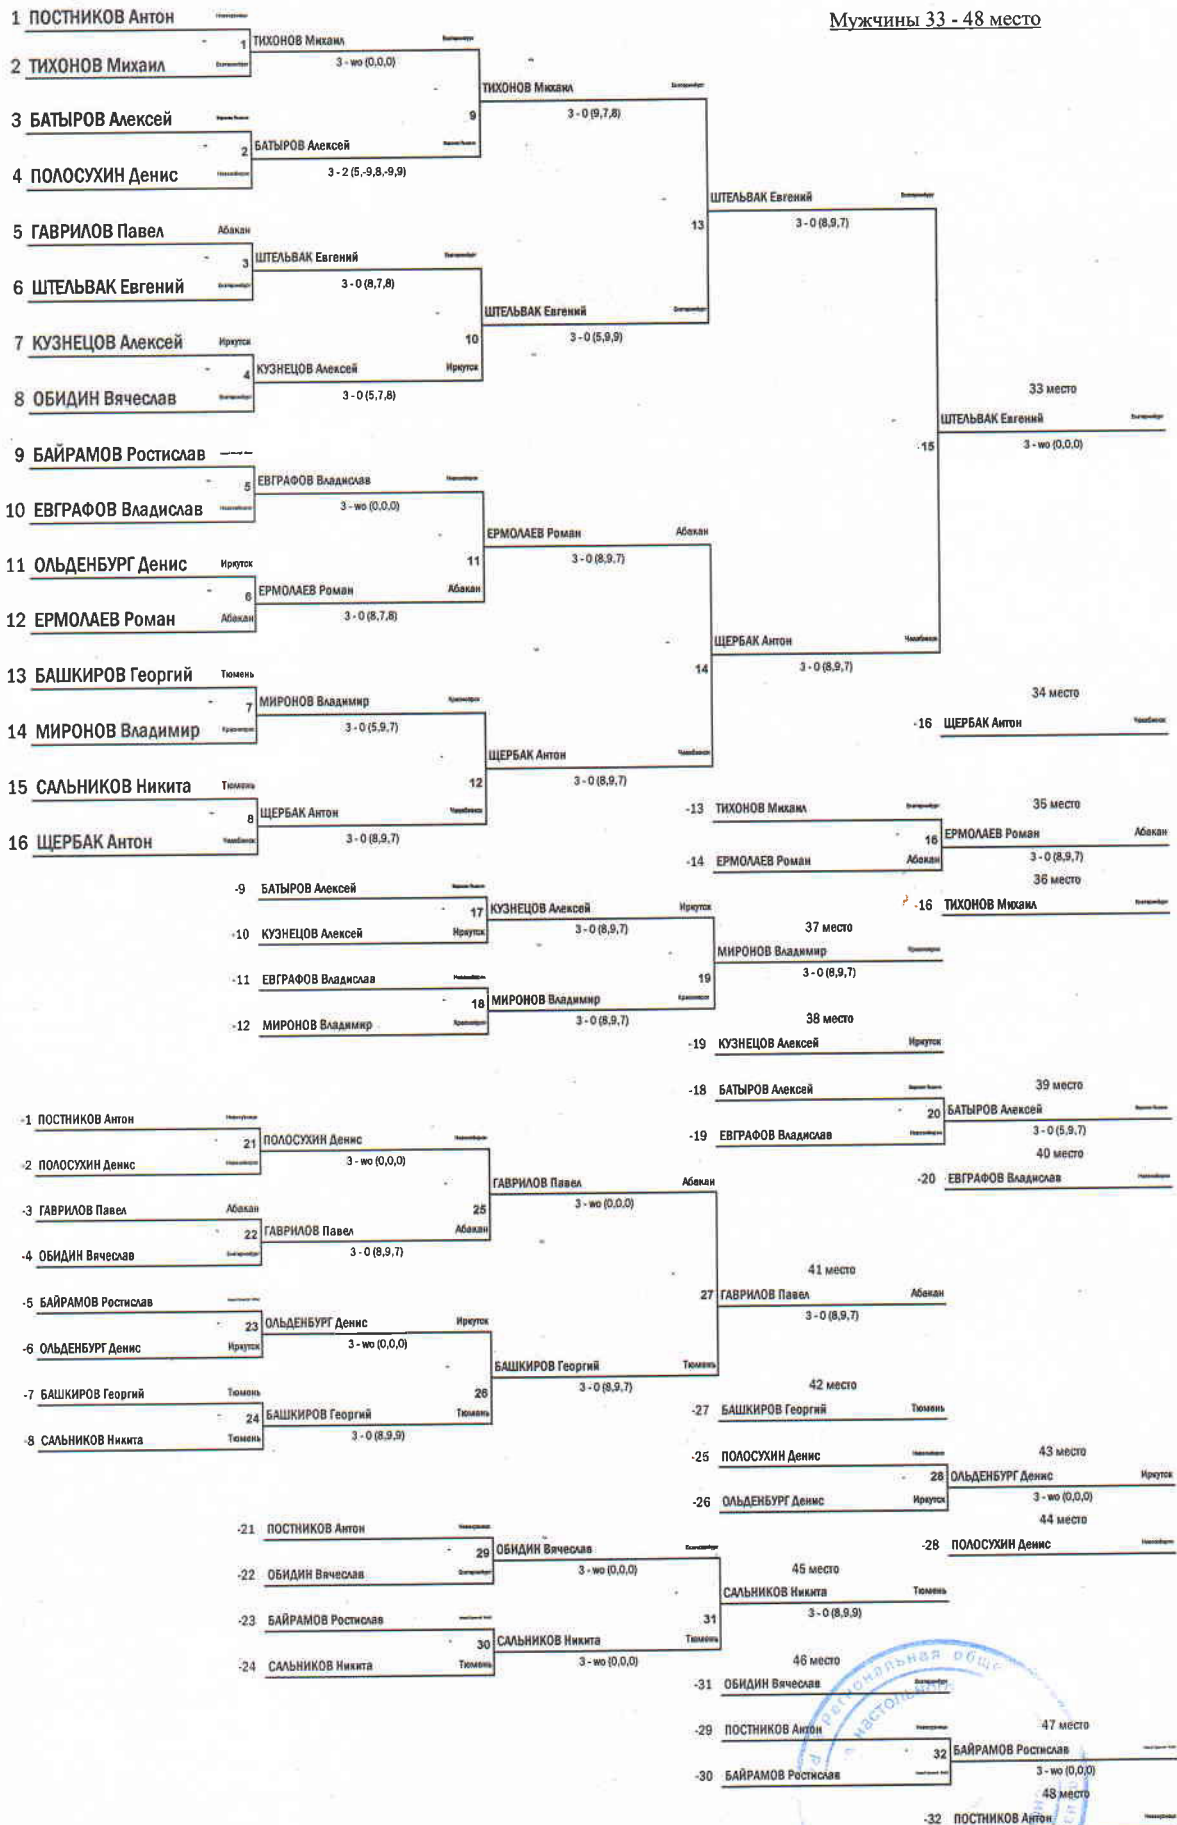 Мужчины 33 - 48 место
1 ПОСТНИКОВ Антон
1 ТИХОНОВ Михаил
3 - wo (0,0,0)
2 ТИХОНОВ Михаил
ТИХОНОВ Михаил
9 3 - 0 (9,7,8)
3 БАТЫРОВ Алексей
2 БАТЫРОВ Алексей
3 - 2 (5,-9,8,-9,9)
4 ПОЛОСУХИН Денис
ШТЕЛЬВАК Евгений
13 3 - 0 (8,9,7)
5 ГАВРИЛОВ Павел Абакан
3 ШТЕЛЬВАК Евгений
3 - 0 (8,7,8)
6 ШТЕЛЬВАК Евгений
ШТЕЛЬВАК Евгений
10 3 - 0 (5,9,9)
7 КУЗНЕЦОВ Алексей Иркутск
4 КУЗНЕЦОВ Алексей Иркутск
3 - 0 (5,7,8)
8 ОБИДИН Вячеслав
33 место
ШТЕЛЬВАК Евгений
15 3 - wo (0,0,0)
9 БАЙРАМОВ Ростислав
5 ЕВГРАФОВ Владислав
3 - wo (0,0,0)
10 ЕВГРАФОВ Владислав
ЕРМОЛАЕВ Роман Абакан
11 3 - 0 (8,9,7)
11 ОЛЬДЕНБУРГ Денис Иркутск
6 ЕРМОЛАЕВ Роман Абакан
3 - 0 (8,7,8)
12 ЕРМОЛАЕВ Роман Абакан
ЩЕРБАК Антон Челябинск
14 3 - 0 (8,9,7)
13 БАШКИРОВ Георгий Тюмень
7 МИРОНОВ Владимир Красноярск
3 - 0 (5,9,7)
14 МИРОНОВ Владимир Красноярск
34 место
-16 ЩЕРБАК Антон Челябинск
ЩЕРБАК Антон Челябинск
12 3 - 0 (8,9,7)
15 САЛЬНИКОВ Никита Тюмень
8 ЩЕРБАК Антон Челябинск
3 - 0 (8,9,7)
16 ЩЕРБАК Антон Челябинск
-13 ТИХОНОВ Михаил
35 место
16 ЕРМОЛАЕВ Роман Абакан
3 - 0 (8,9,7)
-14 ЕРМОЛАЕВ Роман Абакан
36 место
-16 ТИХОНОВ Михаил
-9 БАТЫРОВ Алексей
17 КУЗНЕЦОВ Алексей Иркутск
3 - 0 (8,9,7)
-10 КУЗНЕЦОВ Алексей Иркутск
37 место
МИРОНОВ Владимир Красноярск
19 3 - 0 (8,9,7)
-11 ЕВГРАФОВ Владислав
18 МИРОНОВ Владимир Красноярск
3 - 0 (8,9,7)
-12 МИРОНОВ Владимир Красноярск
38 место
-19 КУЗНЕЦОВ Алексей Иркутск
-18 БАТЫРОВ Алексей
39 место
20 БАТЫРОВ Алексей
3 - 0 (5,9,7)
-19 ЕВГРАФОВ Владислав
40 место
-20 ЕВГРАФОВ Владислав
-1 ПОСТНИКОВ Антон
21 ПОЛОСУХИН Денис
3 - wo (0,0,0)
-2 ПОЛОСУХИН Денис
ГАВРИЛОВ Павел Абакан
25 3 - wo (0,0,0)
-3 ГАВРИЛОВ Павел Абакан
22 ГАВРИЛОВ Павел Абакан
3 - 0 (8,9,7)
-4 ОБИДИН Вячеслав
41 место
27 ГАВРИЛОВ Павел Абакан
3 - 0 (8,9,7)
-5 БАЙРАМОВ Ростислав
23 ОЛЬДЕНБУРГ Денис Иркутск
3 - wo (0,0,0)
-6 ОЛЬДЕНБУРГ Денис Иркутск
БАШКИРОВ Георгий Тюмень
26 3 - 0 (8,9,7)
-7 БАШКИРОВ Георгий Тюмень
24 БАШКИРОВ Георгий Тюмень
3 - 0 (8,9,9)
-8 САЛЬНИКОВ Никита Тюмень
42 место
-27 БАШКИРОВ Георгий Тюмень
-25 ПОЛОСУХИН Денис
43 место
28 ОЛЬДЕНБУРГ Денис Иркутск
3 - wo (0,0,0)
-26 ОЛЬДЕНБУРГ Денис Иркутск
44 место
-28 ПОЛОСУХИН Денис
-21 ПОСТНИКОВ Антон
29 ОБИДИН Вячеслав
3 - wo (0,0,0)
-22 ОБИДИН Вячеслав
45 место
САЛЬНИКОВ Никита Тюмень
31 3 - 0 (8,9,9)
-23 БАЙРАМОВ Ростислав
30 САЛЬНИКОВ Никита Тюмень
3 - wo (0,0,0)
-24 САЛЬНИКОВ Никита Тюмень
46 место
-31 ОБИДИН Вячеслав
-29 ПОСТНИКОВ Антон
47 место
32 БАЙРАМОВ Ростислав
3 - wo (0,0,0)
-30 БАЙРАМОВ Ростислав
48 место
-32 ПОСТНИКОВ Антон
Региональная
настольного